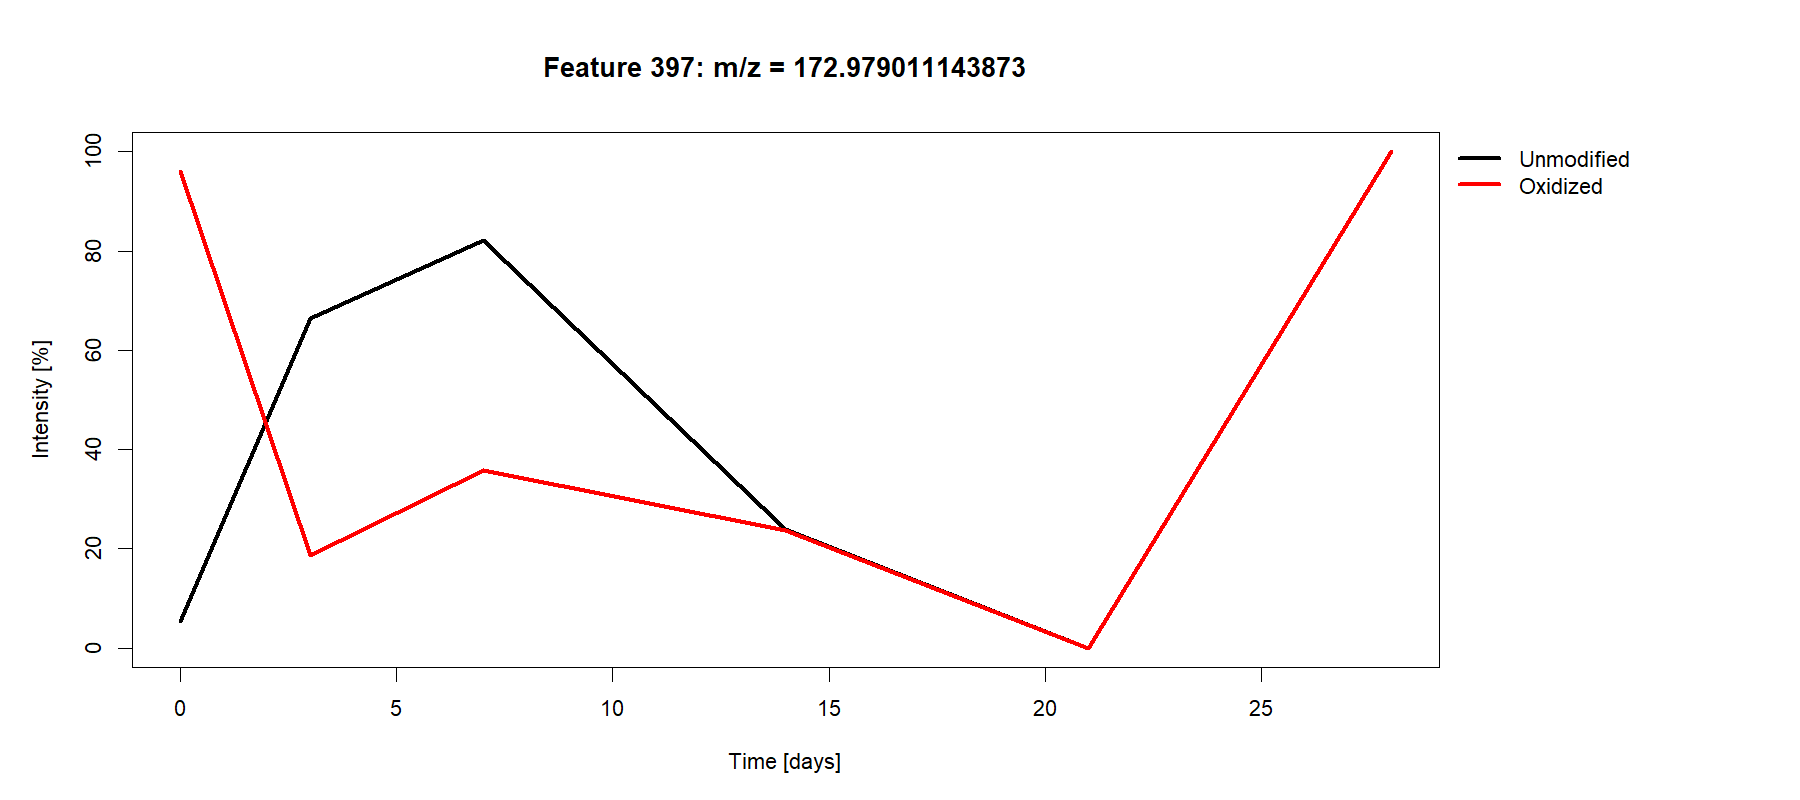 Feature 397: m/z = 172.979011143873
Unmodified
Oxidized
Intensity [%]
100
80
60
40
20
0
0 5 10 15 20 25
Time [days]